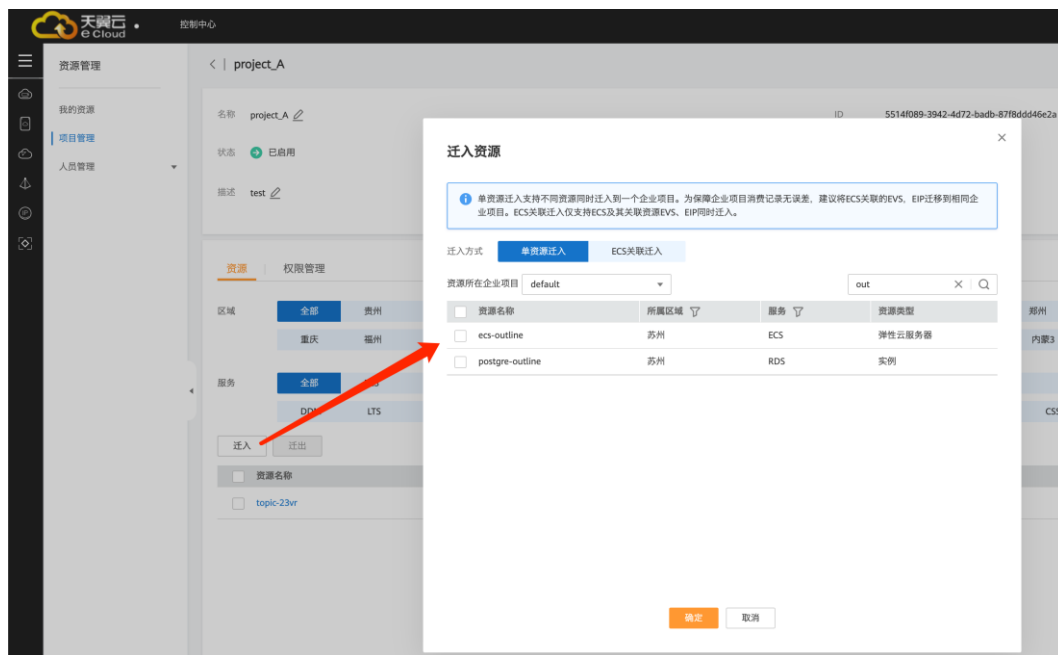 天翼云
e Cloud
控制中心
资源管理
我的资源
项目管理
人员管理
project_A
名称 project_A
ID 5514f089-3942-4d72-badb-87f8ddd46e2a
状态 已启用
描述 test
资源 权限管理
区域 全部 贵州 郑州
重庆 福州 内蒙3
服务 全部
LTS CSS
迁入 迁出
资源名称
topic-23vr
迁入资源
单资源迁入支持不同资源同时迁入到一个企业项目。为保障企业项目消费记录无误差，建议将ECS关联的EVS，EIP迁移到相同企
业项目。ECS关联迁入仅支持ECS及其关联资源EVS、EIP同时迁入。
迁入方式 单资源迁入 ECS关联迁入
资源所在企业项目 default out
资源名称 所属区域 服务 资源类型
ecs-outline 苏州 ECS 弹性云服务器
postgre-outline 苏州 RDS 实例
确定 取消